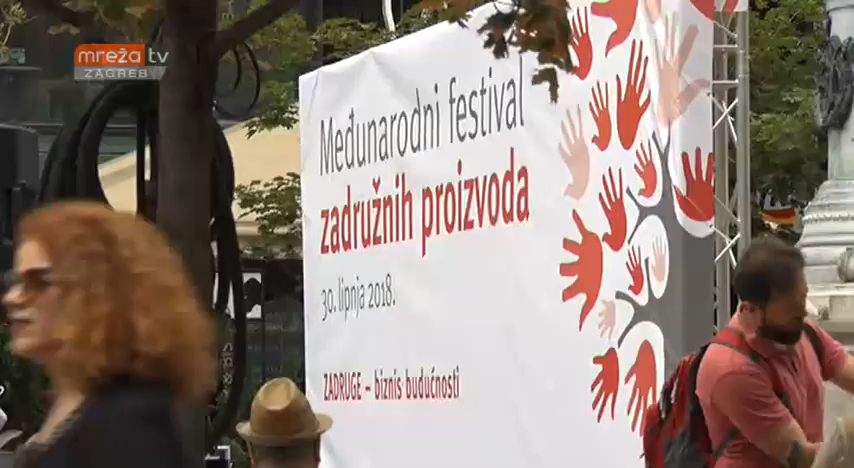 mreža tv
ZAGREB
Međunarodni festival
zadružnih proizvoda
30. lipnja 2018.
ZADRUGE – biznis budućnosti